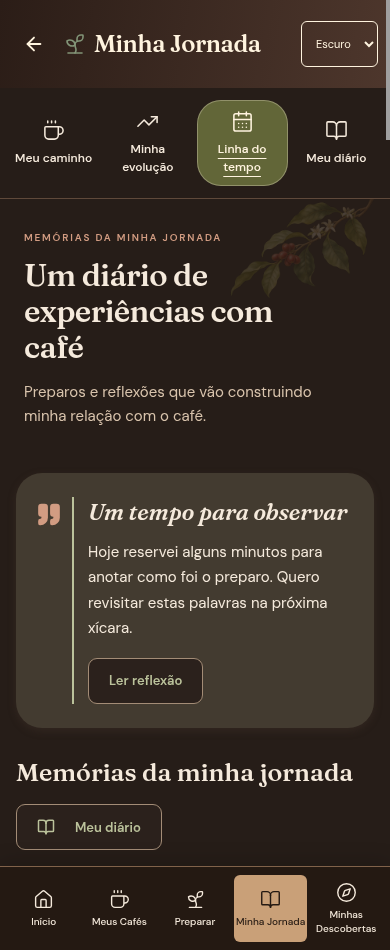 Minha Jornada
Escuro
Meu caminho
Minha
evolução
Linha do
tempo
Meu diário
MEMÓRIAS DA MINHA JORNADA
Um diário de
experiências com
café
Preparos e reflexões que vão construindo
minha relação com o café.
Um tempo para observar
Hoje reservei alguns minutos para
anotar como foi o preparo. Quero
revisitar estas palavras na próxima
xícara.
Ler reflexão
Memórias da minha jornada
Meu diário
Início
Meus Cafés
Preparar
Minha Jornada
Minhas
Descobertas